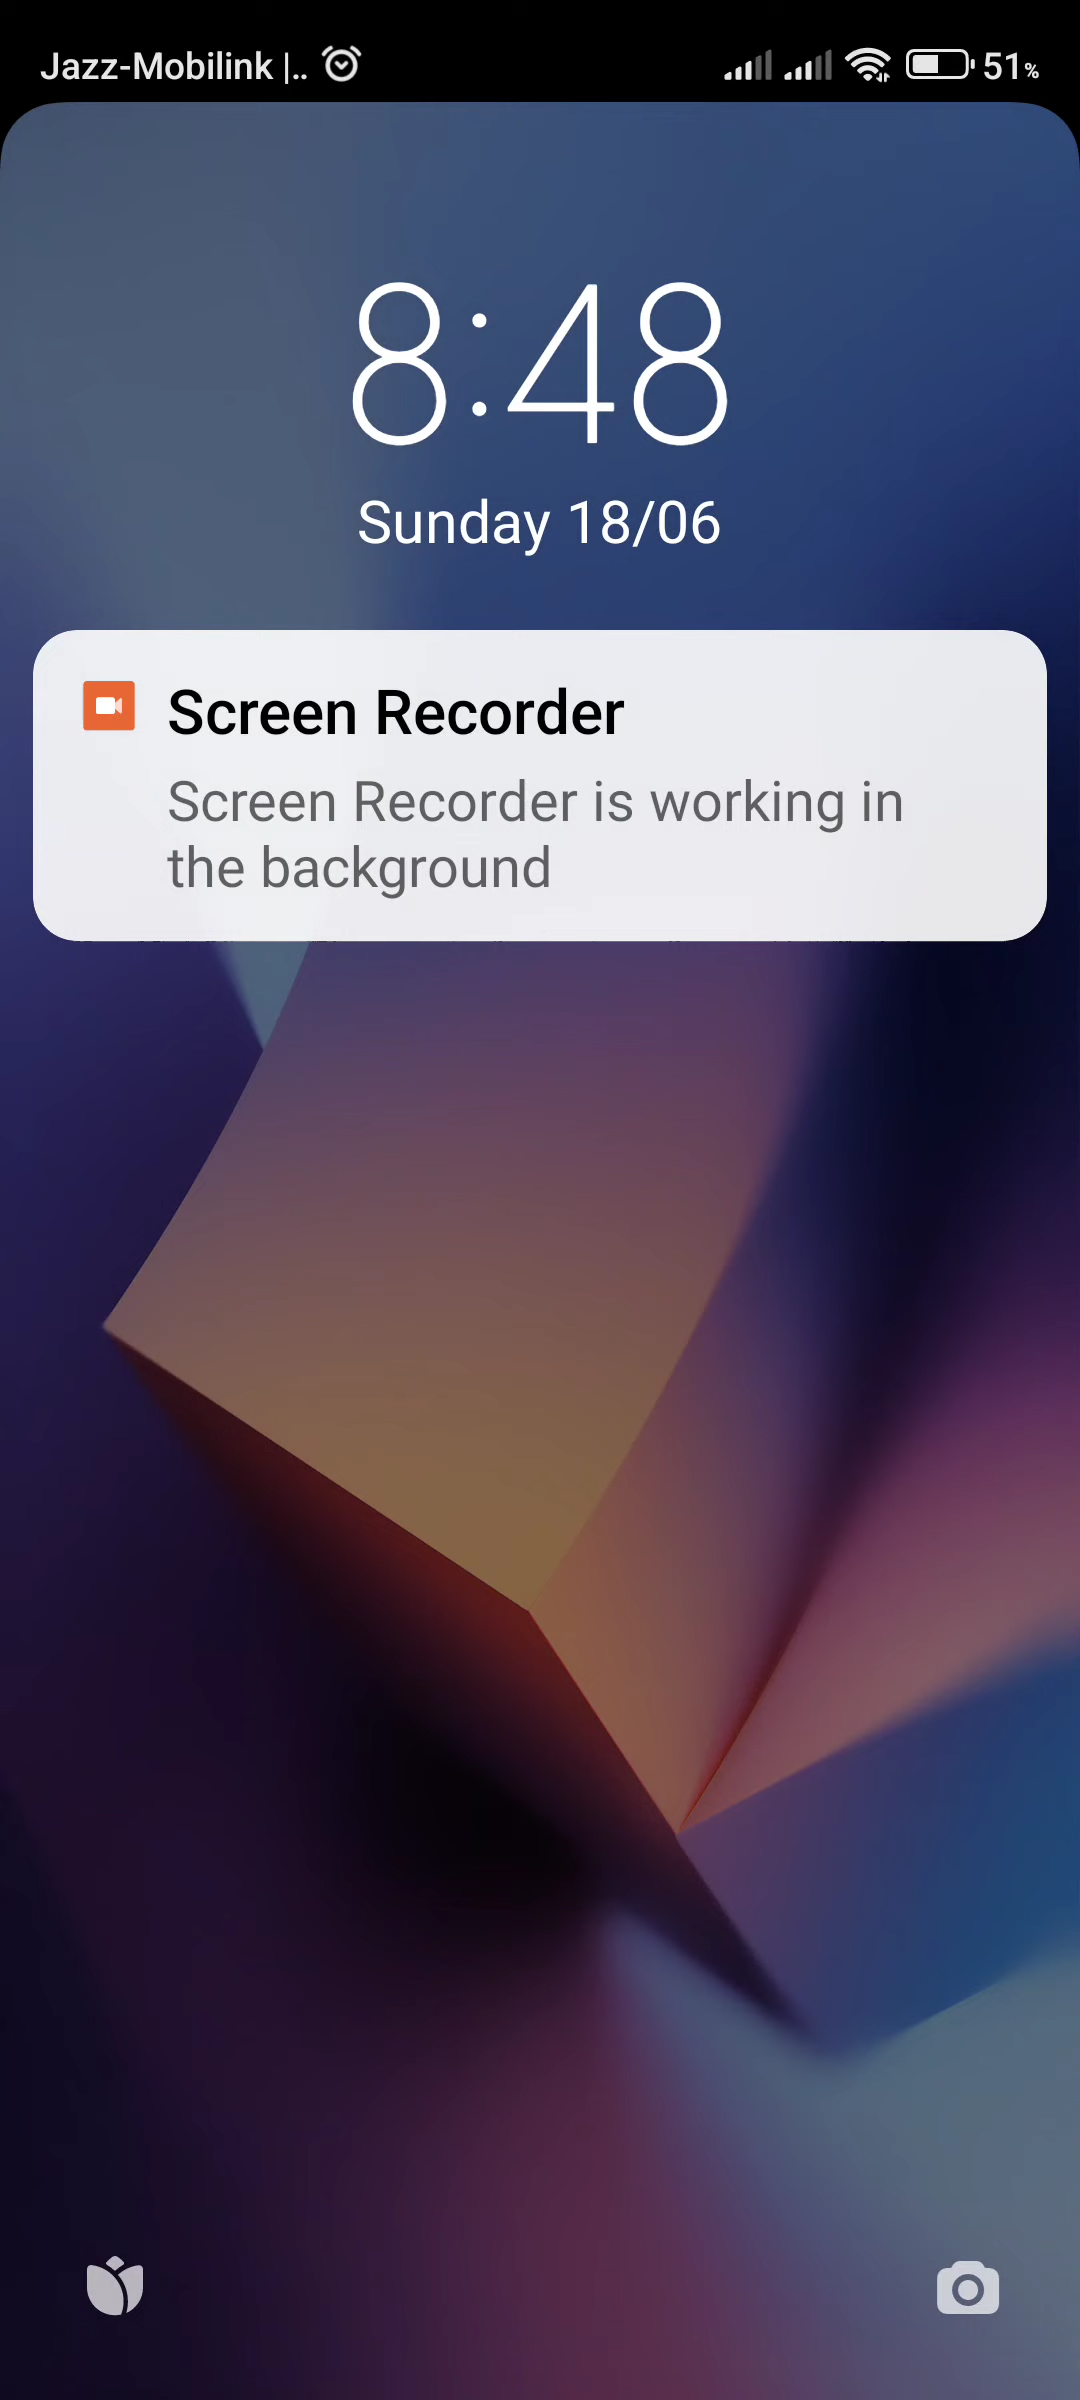 Jazz-Mobilink |.. 51%
8:48
Sunday 18/06
Screen Recorder
Screen Recorder is working in
the background